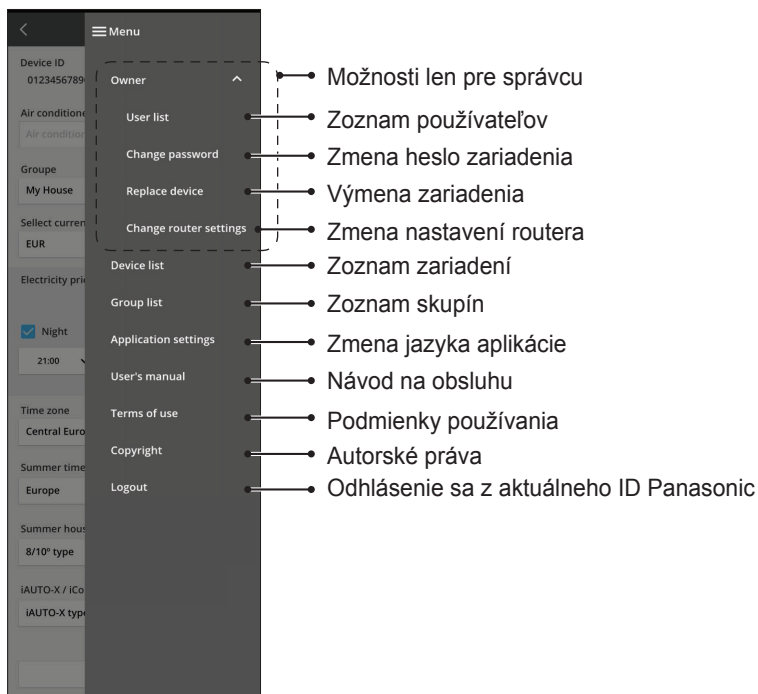 Menu
Device ID
0123456789
Owner
Možnosti len pre správcu
Air conditione
Air condition
User list
Zoznam používateľov
Change password
Zmena heslo zariadenia
Groupe
My House
Replace device
Výmena zariadenia
Sellect curren
EUR
Change router settings
Zmena nastavení routera
Device list
Zoznam zariadení
Electricity pri
Group list
Zoznam skupín
Night
21:00
Application settings
Zmena jazyka aplikácie
User's manual
Návod na obsluhu
Time zone
Central Euro
Terms of use
Podmienky používania
Copyright
Autorské práva
Summer time
Europe
Logout
Odhlásenie sa z aktuálneho ID Panasonic
Summer hous
8/10° type
iAUTO-X / iCo
iAUTO-X type